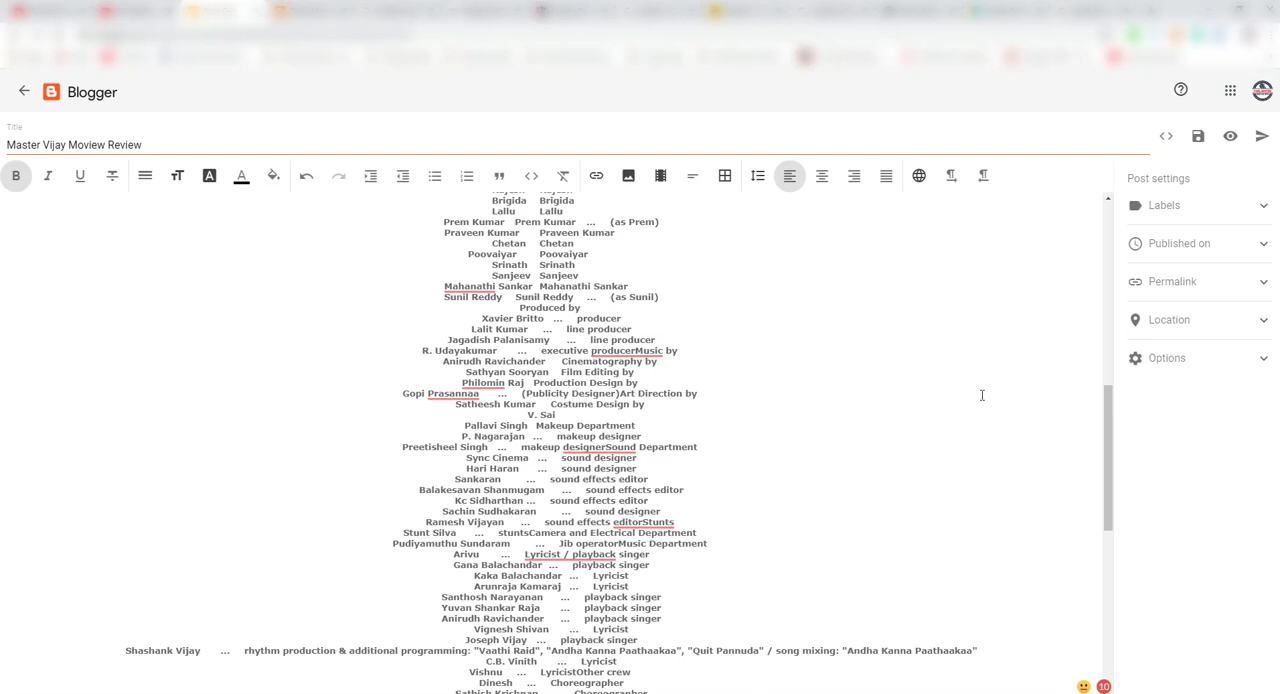 Blogger
Title
Master Vijay Moview Review
Post settings
Labels
Published on
Permalink
Location
Options
Brigida Brigida
Lallu Lallu
Prem Kumar Prem Kumar ... (as Prem)
Praveen Kumar Praveen Kumar
Chetan Chetan
Poovaiyar Poovaiyar
Srinath Srinath
Sanjeev Sanjeev
Mahanathi Sankar Mahanathi Sankar
Sunil Reddy Sunil Reddy ... (as Sunil)
Produced by
Xavier Britto ... producer
Lalit Kumar ... line producer
Jagadish Palanisamy ... line producer
R. Udayakumar ... executive producerMusic by
Anirudh Ravichander Cinematography by
Sathyan Sooryan Film Editing by
Philomin Raj Production Design by
Gopi Prasannaa ... (Publicity Designer)Art Direction by
Satheesh Kumar Costume Design by
V. Sai
Pallavi Singh Makeup Department
P. Nagarajan ... makeup designer
Preetisheel Singh ... makeup designerSound Department
Sync Cinema ... sound designer
Hari Haran ... sound designer
Sankaran ... sound effects editor
Balakesavan Shanmugam ... sound effects editor
Kc Sidharthan ... sound effects editor
Sachin Sudhakaran ... sound designer
Ramesh Vijayan ... sound effects editorStunts
Stunt Silva ... stuntsCamera and Electrical Department
Pudiyamuthu Sundaram ... Jib operatorMusic Department
Arivu ... Lyricist / playback singer
Gana Balachandar ... playback singer
Kaka Balachandar ... Lyricist
Arunraja Kamaraj ... Lyricist
Santhosh Narayanan ... playback singer
Yuvan Shankar Raja ... playback singer
Anirudh Ravichander ... playback singer
Vignesh Shivan ... Lyricist
Joseph Vijay ... playback singer
Shashank Vijay ... rhythm production & additional programming: "Vaathi Raid", "Andha Kanna Paathaakaa", "Quit Pannuda" / song mixing: "Andha Kanna Paathaakaa"
C.B. Vinith ... Lyricist
Vishnu ... LyricistOther crew
Dinesh ... Choreographer
10